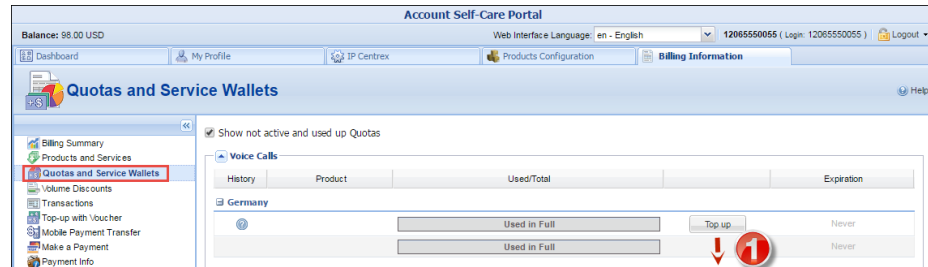 Account Self-Care Portal
Balance: 98.00 USD Web Interface Language: en - English 12065550055 ( Login: 12065550055 ) Logout
Dashboard My Profile IP Centrex Products Configuration Billing Information
Quotas and Service Wallets Help
Show not active and used up Quotas
Billing Summary
Products and Services
Quotas and Service Wallets
Volume Discounts
Transactions
Top-up with Voucher
Mobile Payment Transfer
Make a Payment
Payment Info
Voice Calls
History Product Used/Total Expiration
Germany
Used in Full Top up Never
Used in Full Never
1